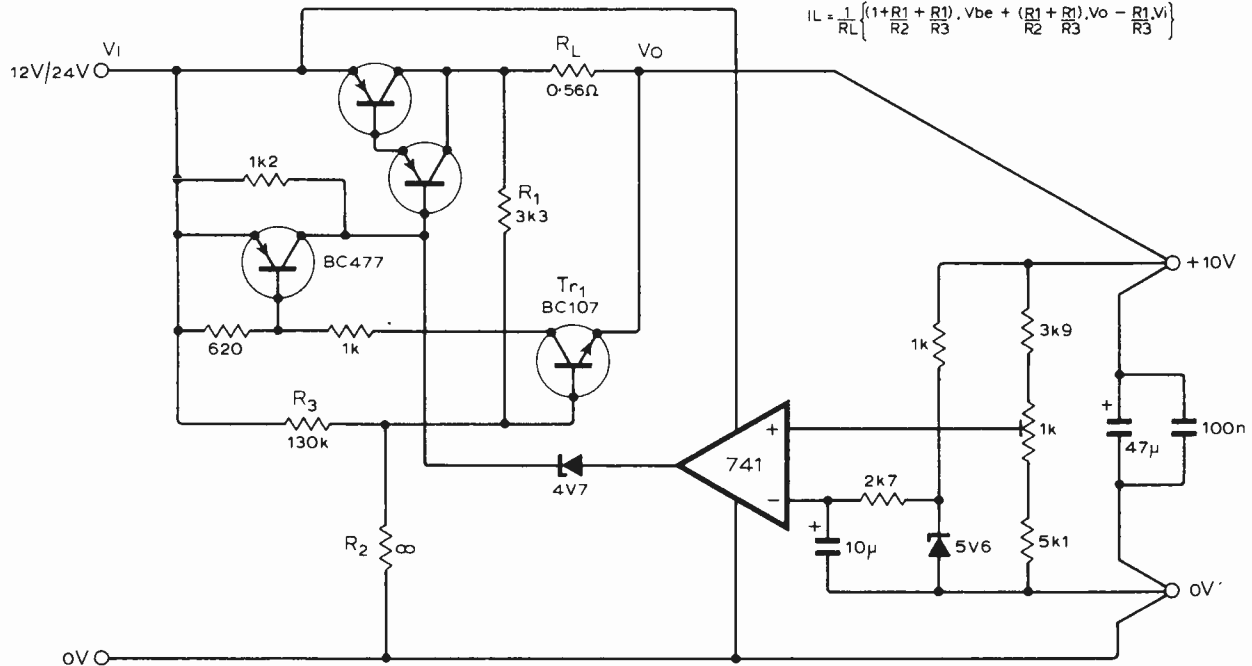 IL = 1/RL {(1+R1/R2 + R1/R3) . Vbe + (R1/R2 + R1/R3).Vo − R1/R3.Vi}
VI
12V/24V
RL
0·56Ω
VO
1k2
R1
3k3
BC477
Tr1
BC107
+10V
620
1k
1k
3k9
R3
130k
+
741
−
1k
+
47µ
100n
4V7
2k7
R2
∞
+
10µ
5V6
5k1
0V´
0V